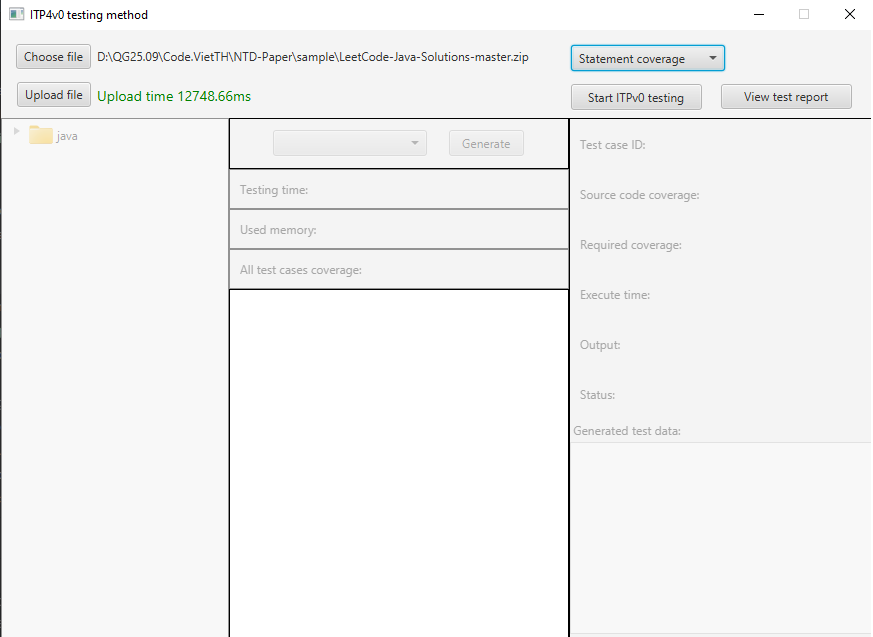 ITP4v0 testing method
Choose file D:\QG25.09\Code.VietTH\NTD-Paper\sample\LeetCode-Java-Solutions-master.zip Statement coverage
Upload file Upload time 12748.66ms Start ITPv0 testing View test report
java
Generate
Testing time:
Used memory:
All test cases coverage:
Test case ID:
Source code coverage:
Required coverage:
Execute time:
Output:
Status:
Generated test data: